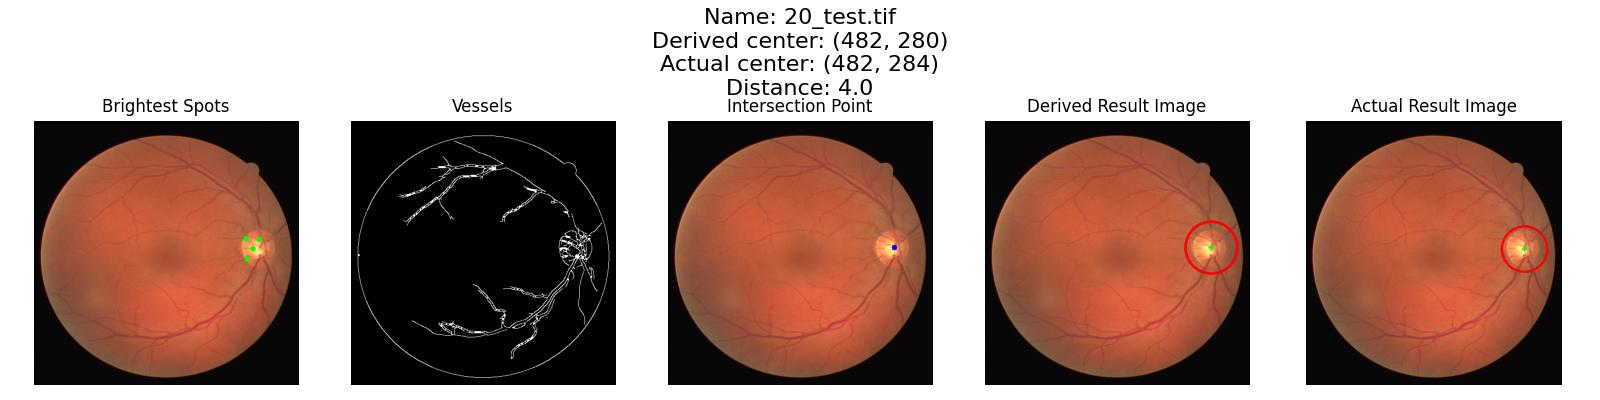 Name: 20_test.tif
Derived center: (482, 280)
Actual center: (482, 284)
Distance: 4.0
Brightest Spots
Vessels
Intersection Point
Derived Result Image
Actual Result Image